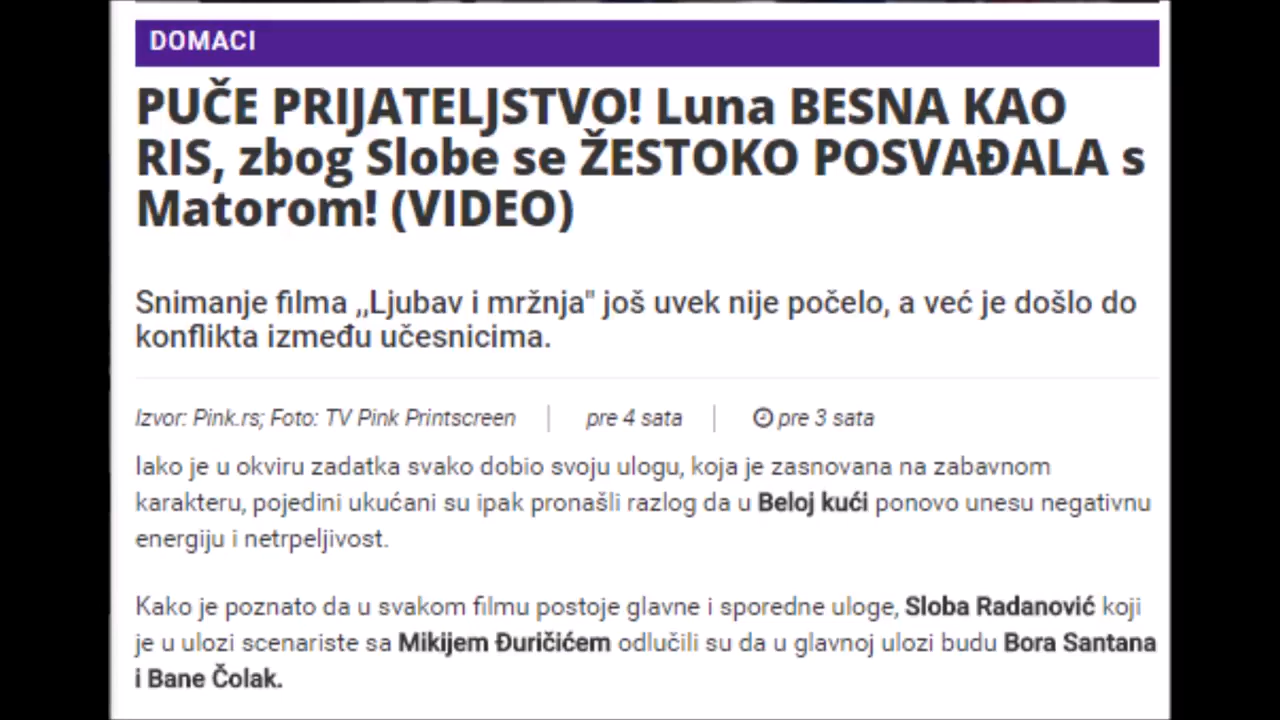 DOMACI
PUČE PRIJATELJSTVO! Luna BESNA KAO
RIS, zbog Slobe se ŽESTOKO POSVAĐALA s
Matorom! (VIDEO)
Snimanje filma ,,Ljubav i mržnja" još uvek nije počelo, a već je došlo do
konflikta između učesnicima.
Izvor: Pink.rs; Foto: TV Pink Printscreen | pre 4 sata | pre 3 sata
Iako je u okviru zadatka svako dobio svoju ulogu, koja je zasnovana na zabavnom
karakteru, pojedini ukućani su ipak pronašli razlog da u Beloj kući ponovo unesu negativnu
energiju i netrpeljivost.
Kako je poznato da u svakom filmu postoje glavne i sporedne uloge, Sloba Radanović koji
je u ulozi scenariste sa Mikijem Đuričićem odlučili su da u glavnoj ulozi budu Bora Santana
i Bane Čolak.